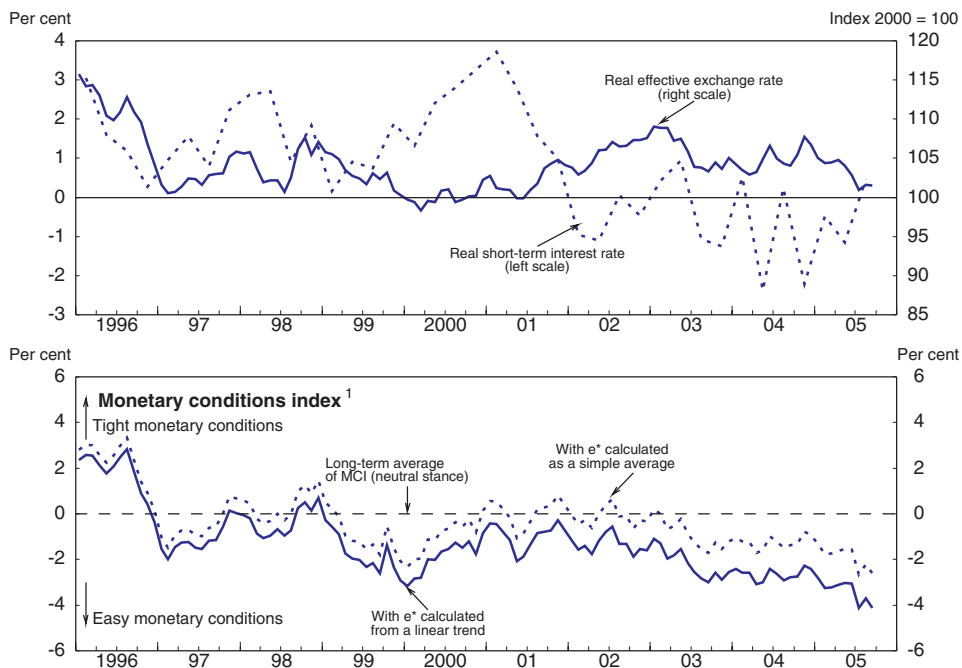 Per cent
Index 2000 = 100
4
3
2
1
0
-1
-2
-3
120
115
110
105
100
95
90
85
Real effective exchange rate
(right scale)
Real short-term interest rate
(left scale)
1996 97 98 99 2000 01 02 03 04 05
Per cent
Per cent
6
4
2
0
-2
-4
-6
6
4
2
0
-2
-4
-6
Monetary conditions index 1
Tight monetary conditions
Long-term average
of MCI (neutral stance)
With e* calculated
as a simple average
Easy monetary conditions
With e* calculated
from a linear trend
1996 97 98 99 2000 01 02 03 04 05